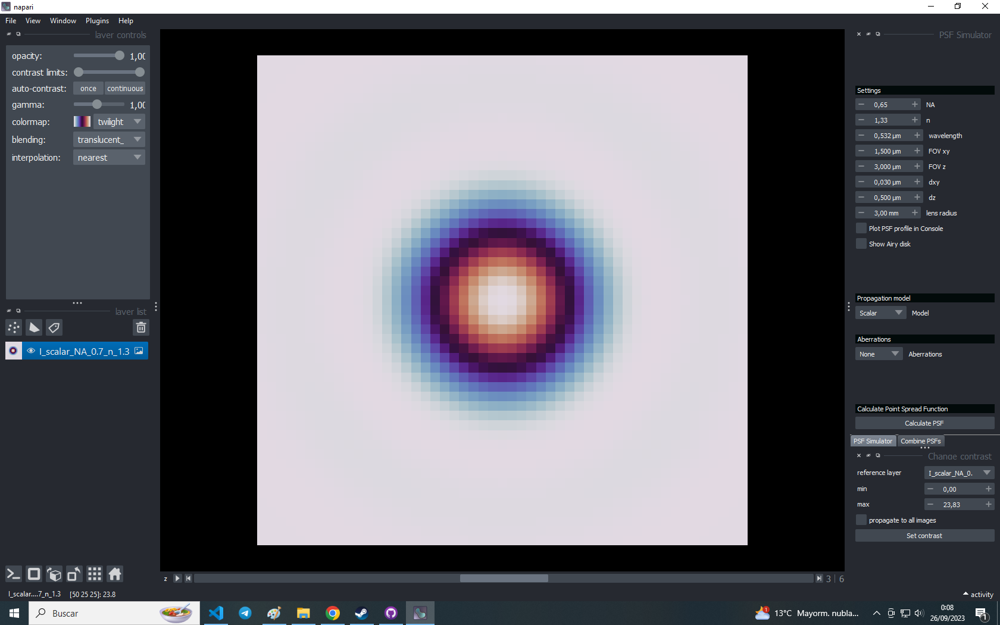 napari
File View Window Plugins Help
layer controls
opacity: 1,00
contrast limits:
auto-contrast: once continuous
gamma: 1,00
colormap: twilight
blending: translucent_
interpolation: nearest
layer list
I_scalar_NA_0.7_n_1.3
z
3 | 6
I_scalar....7_n_1.3 [50 25 25]: 23.8
activity
PSF Simulator
Settings
0,65 NA
1,33 n
0,532 µm wavelength
1,500 µm FOV xy
3,000 µm FOV z
0,030 µm dxy
0,500 µm dz
3,00 mm lens radius
Plot PSF profile in Console
Show Airy disk
Propagation model
Scalar Model
Aberrations
None Aberrations
Calculate Point Spread Function
Calculate PSF
PSF Simulator Combine PSFs
Change contrast
reference layer I_scalar_NA_0.
min 0,00
max 23,83
propagate to all images
Set contrast
Buscar
1
13°C Mayorm. nubla...
0:08
26/09/2023
1